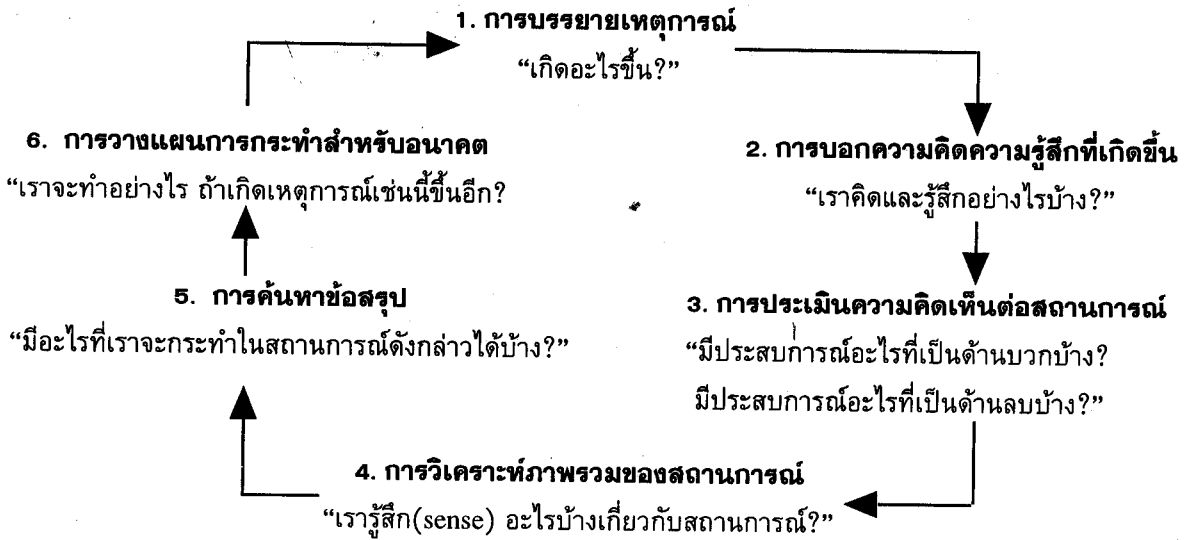 1. การบรรยายเหตุการณ์
“เกิดอะไรขึ้น?”
2. การบอกความคิดความรู้สึกที่เกิดขึ้น
“เราคิดและรู้สึกอย่างไรบ้าง?”
3. การประเมินความคิดเห็นต่อสถานการณ์
“มีประสบการณ์อะไรที่เป็นด้านบวกบ้าง?
มีประสบการณ์อะไรที่เป็นด้านลบบ้าง?”
4. การวิเคราะห์ภาพรวมของสถานการณ์
“เรารู้สึก(sense) อะไรบ้างเกี่ยวกับสถานการณ์?”
5. การค้นหาข้อสรุป
“มีอะไรที่เราจะกระทำในสถานการณ์ดังกล่าวได้บ้าง?”
6. การวางแผนการกระทำสำหรับอนาคต
“เราจะทำอย่างไร ถ้าเกิดเหตุการณ์เช่นนี้ขึ้นอีก?